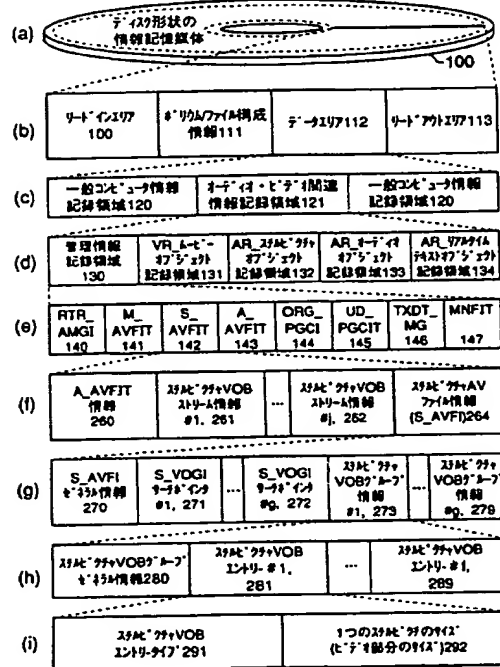 (a)
ディスク形状の
情報記憶媒体
100
(b)
リードインエリア
100
ボリウム/ファイル構成
情報111
データエリア112
リードアウトエリア113
(c)
一般コンピュータ情報
記録領域120
オーディオ・ビデオ関連
情報記録領域121
一般コンピュータ情報
記録領域120
(d)
管理情報
記録領域
130
VR_ムービー
オブジェクト
記録領域131
AR_スチルピクチャ
オブジェクト
記録領域132
AR_オーディオ
オブジェクト
記録領域133
AR_リアルタイム
テキストオブジェクト
記録領域134
(e)
RTR_
AMGI
140
M_
AVFIT
141
S_
AVFIT
142
A_
AVFIT
143
ORG_
PGCI
144
UD_
PGCIT
145
TXDT_
MG
146
MNFIT
147
(f)
A_AVFIT
情報
260
スチルピクチャVOB
ストリーム情報
#1, 261
...
スチルピクチャVOB
ストリーム情報
#j, 262
スチルピクチャAV
ファイル情報
(S_AVFI)264
(g)
S_AVFI
ゼネラル情報
270
S_VOGI
サーチポインタ
#1, 271
...
S_VOGI
サーチポインタ
#g, 272
スチルピクチャ
VOBグループ
情報
#1, 273
...
スチルピクチャ
VOBグループ
情報
#g, 279
(h)
スチルピクチャVOBグループ
ゼネラル情報280
スチルピクチャVOB
エントリー#1,
281
...
スチルピクチャVOB
エントリー#1,
289
(i)
スチルピクチャVOB
エントリータイプ291
1つのスチルピクチのサイズ
(ビデオ部分のサイズ)292